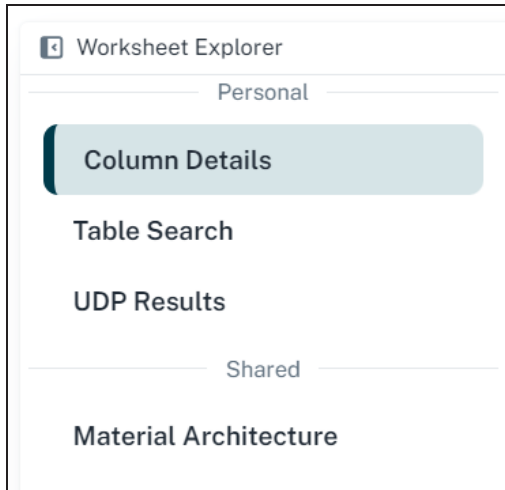 Worksheet Explorer
Personal
Column Details
Table Search
UDP Results
Shared
Material Architecture